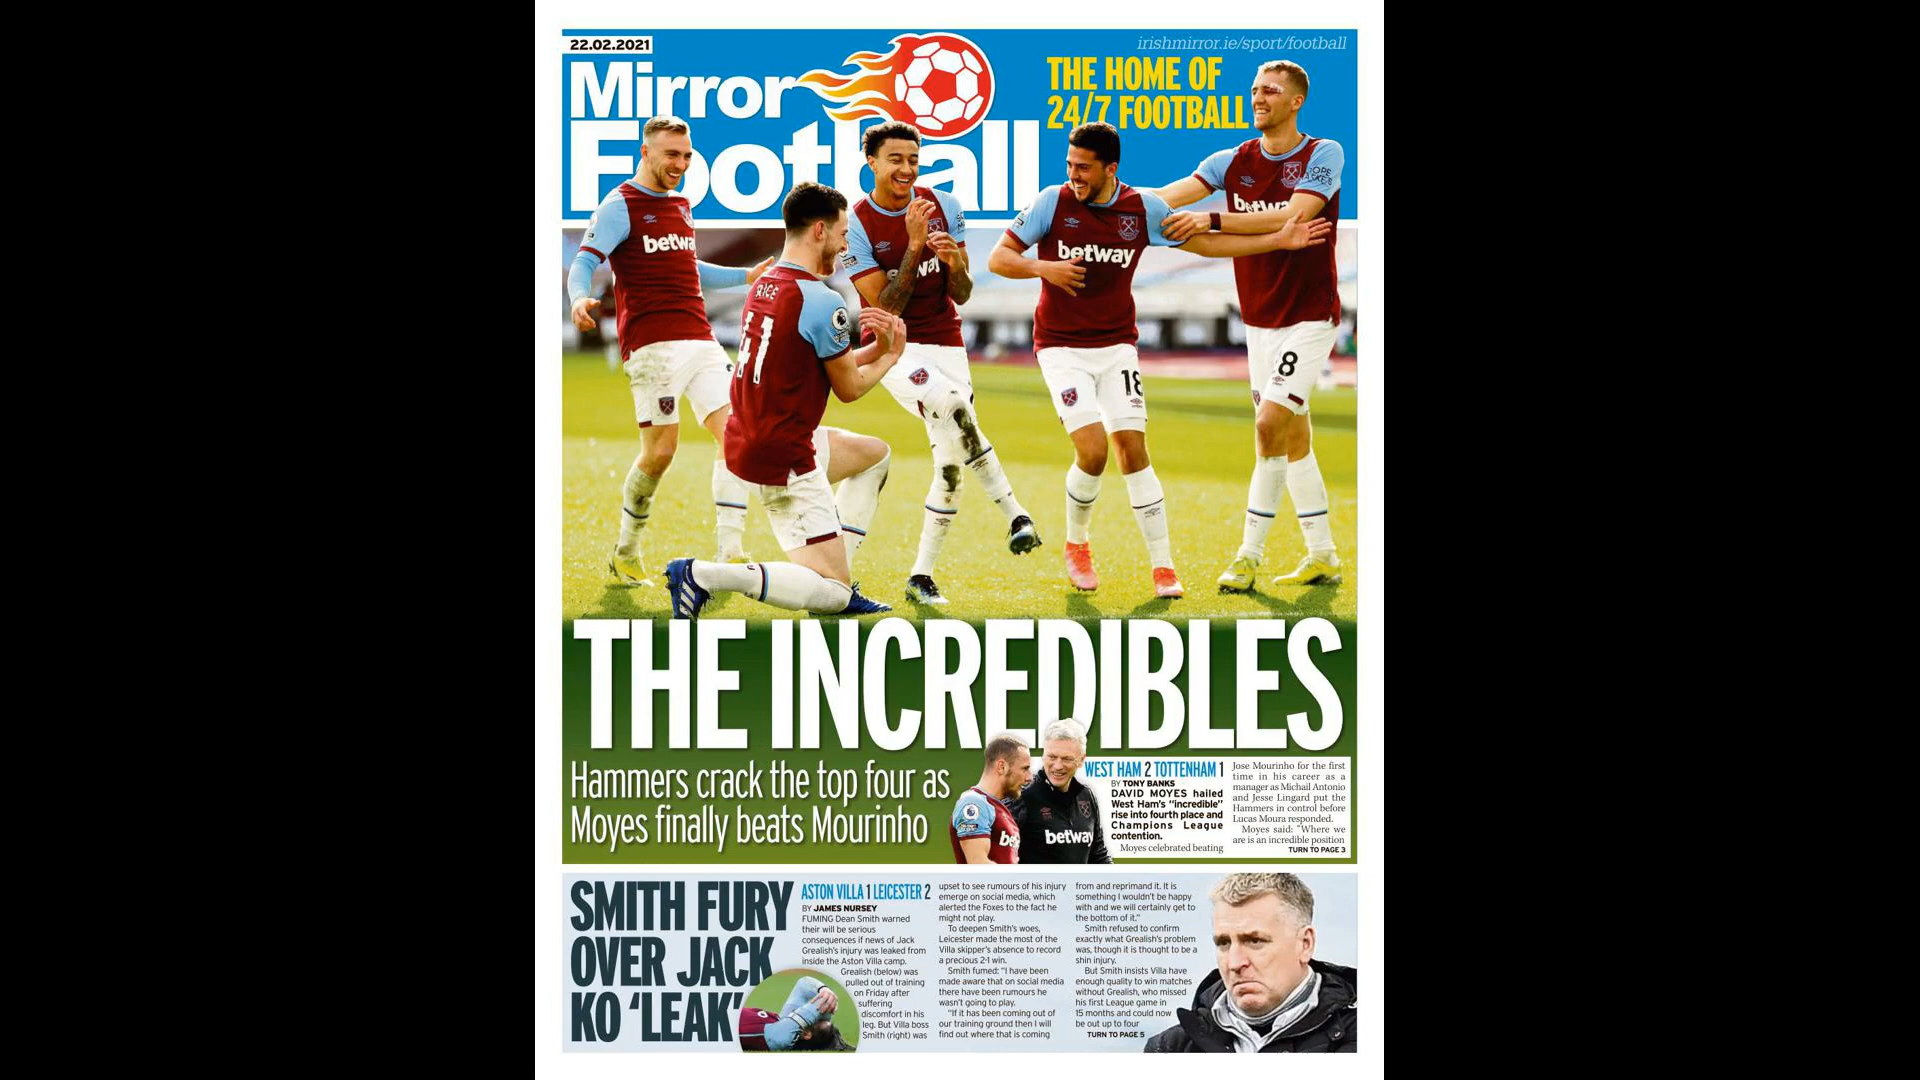 22.02.2021
irishmirror.ie/sport/football
Mirror
Football
THE HOME OF
24/7 FOOTBALL
betway
RICE
41
betway
betway
18
betway
8
THE INCREDIBLES
Hammers crack the top four as
Moyes finally beats Mourinho
betway
WEST HAM 2 TOTTENHAM 1
BY TONY BANKS
DAVID MOYES hailed
West Ham's "incredible"
rise into fourth place and
Champions League
contention.
Moyes celebrated beating
Jose Mourinho for the first
time in his career as a
manager as Michail Antonio
and Jesse Lingard put the
Hammers in control before
Lucas Moura responded.
Moyes said: "Where we
are is an incredible position
TURN TO PAGE 3
SMITH FURY
OVER JACK
KO 'LEAK'
ASTON VILLA 1 LEICESTER 2
BY JAMES NURSEY
FUMING Dean Smith warned
their will be serious
consequences if news of Jack
Grealish's injury was leaked from
inside the Aston Villa camp.
Grealish (below) was
pulled out of training
on Friday after
suffering
discomfort in his
leg. But Villa boss
Smith (right) was
upset to see rumours of his injury
emerge on social media, which
alerted the Foxes to the fact he
might not play.
To deepen Smith's woes,
Leicester made the most of the
Villa skipper's absence to record
a precious 2-1 win.
Smith fumed: "I have been
made aware that on social media
there have been rumours he
wasn't going to play.
"If it has been coming out of
our training ground then I will
find out where that is coming
from and reprimand it. It is
something I wouldn't be happy
with and we will certainly get to
the bottom of it."
Smith refused to confirm
exactly what Grealish's problem
was, though it is thought to be a
shin injury.
But Smith insists Villa have
enough quality to win matches
without Grealish, who missed
his first League game in
15 months and could now
be out up to four
TURN TO PAGE 5